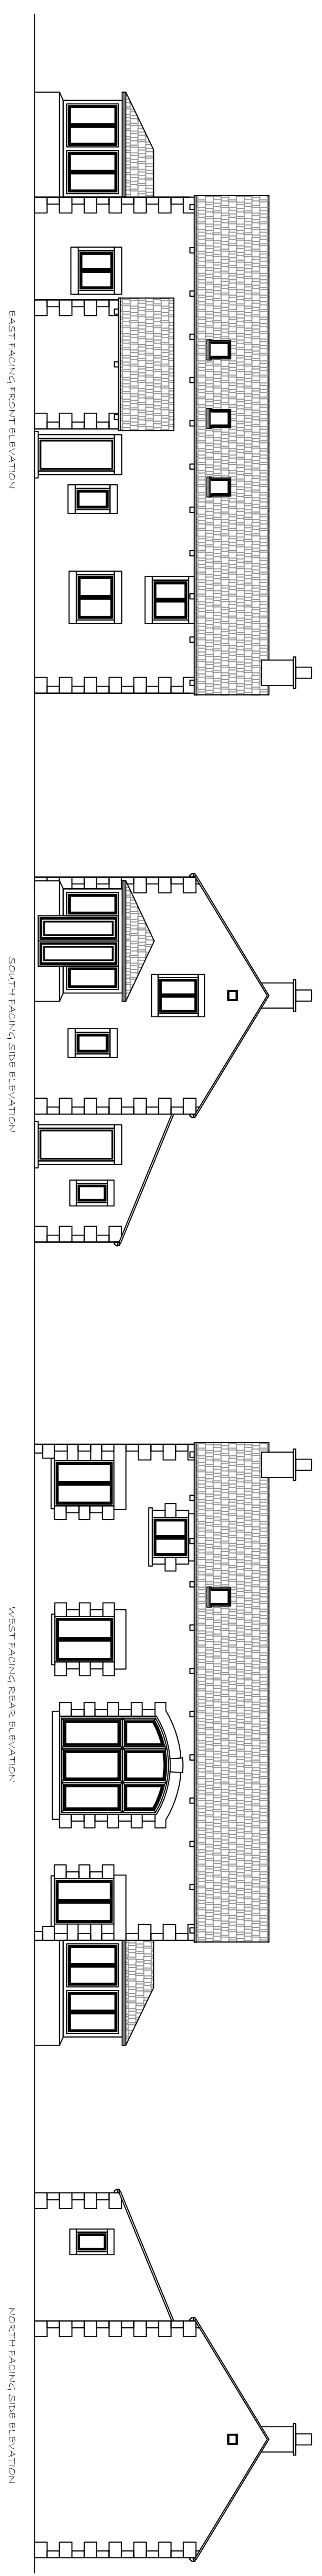 EAST FACING FRONT ELEVATION
SOUTH FACING SIDE ELEVATION
WEST FACING REAR ELEVATION
NORTH FACING SIDE ELEVATION